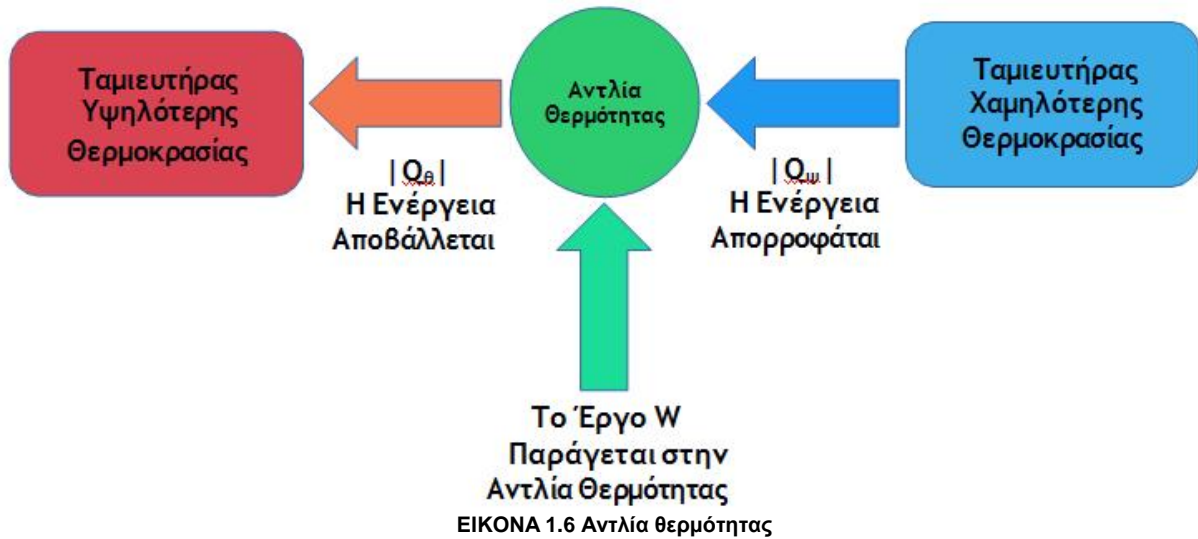 Ταμιευτήρας
Υψηλότερης
Θερμοκρασίας
Αντλία
Θερμότητας
Ταμιευτήρας
Χαμηλότερης
Θερμοκρασίας
| Qθ |
Η Ενέργεια
Αποβάλλεται
| Qψ |
Η Ενέργεια
Απορροφάται
Το Έργο W
Παράγεται στην
Αντλία Θερμότητας
ΕΙΚΟΝΑ 1.6 Αντλία θερμότητας